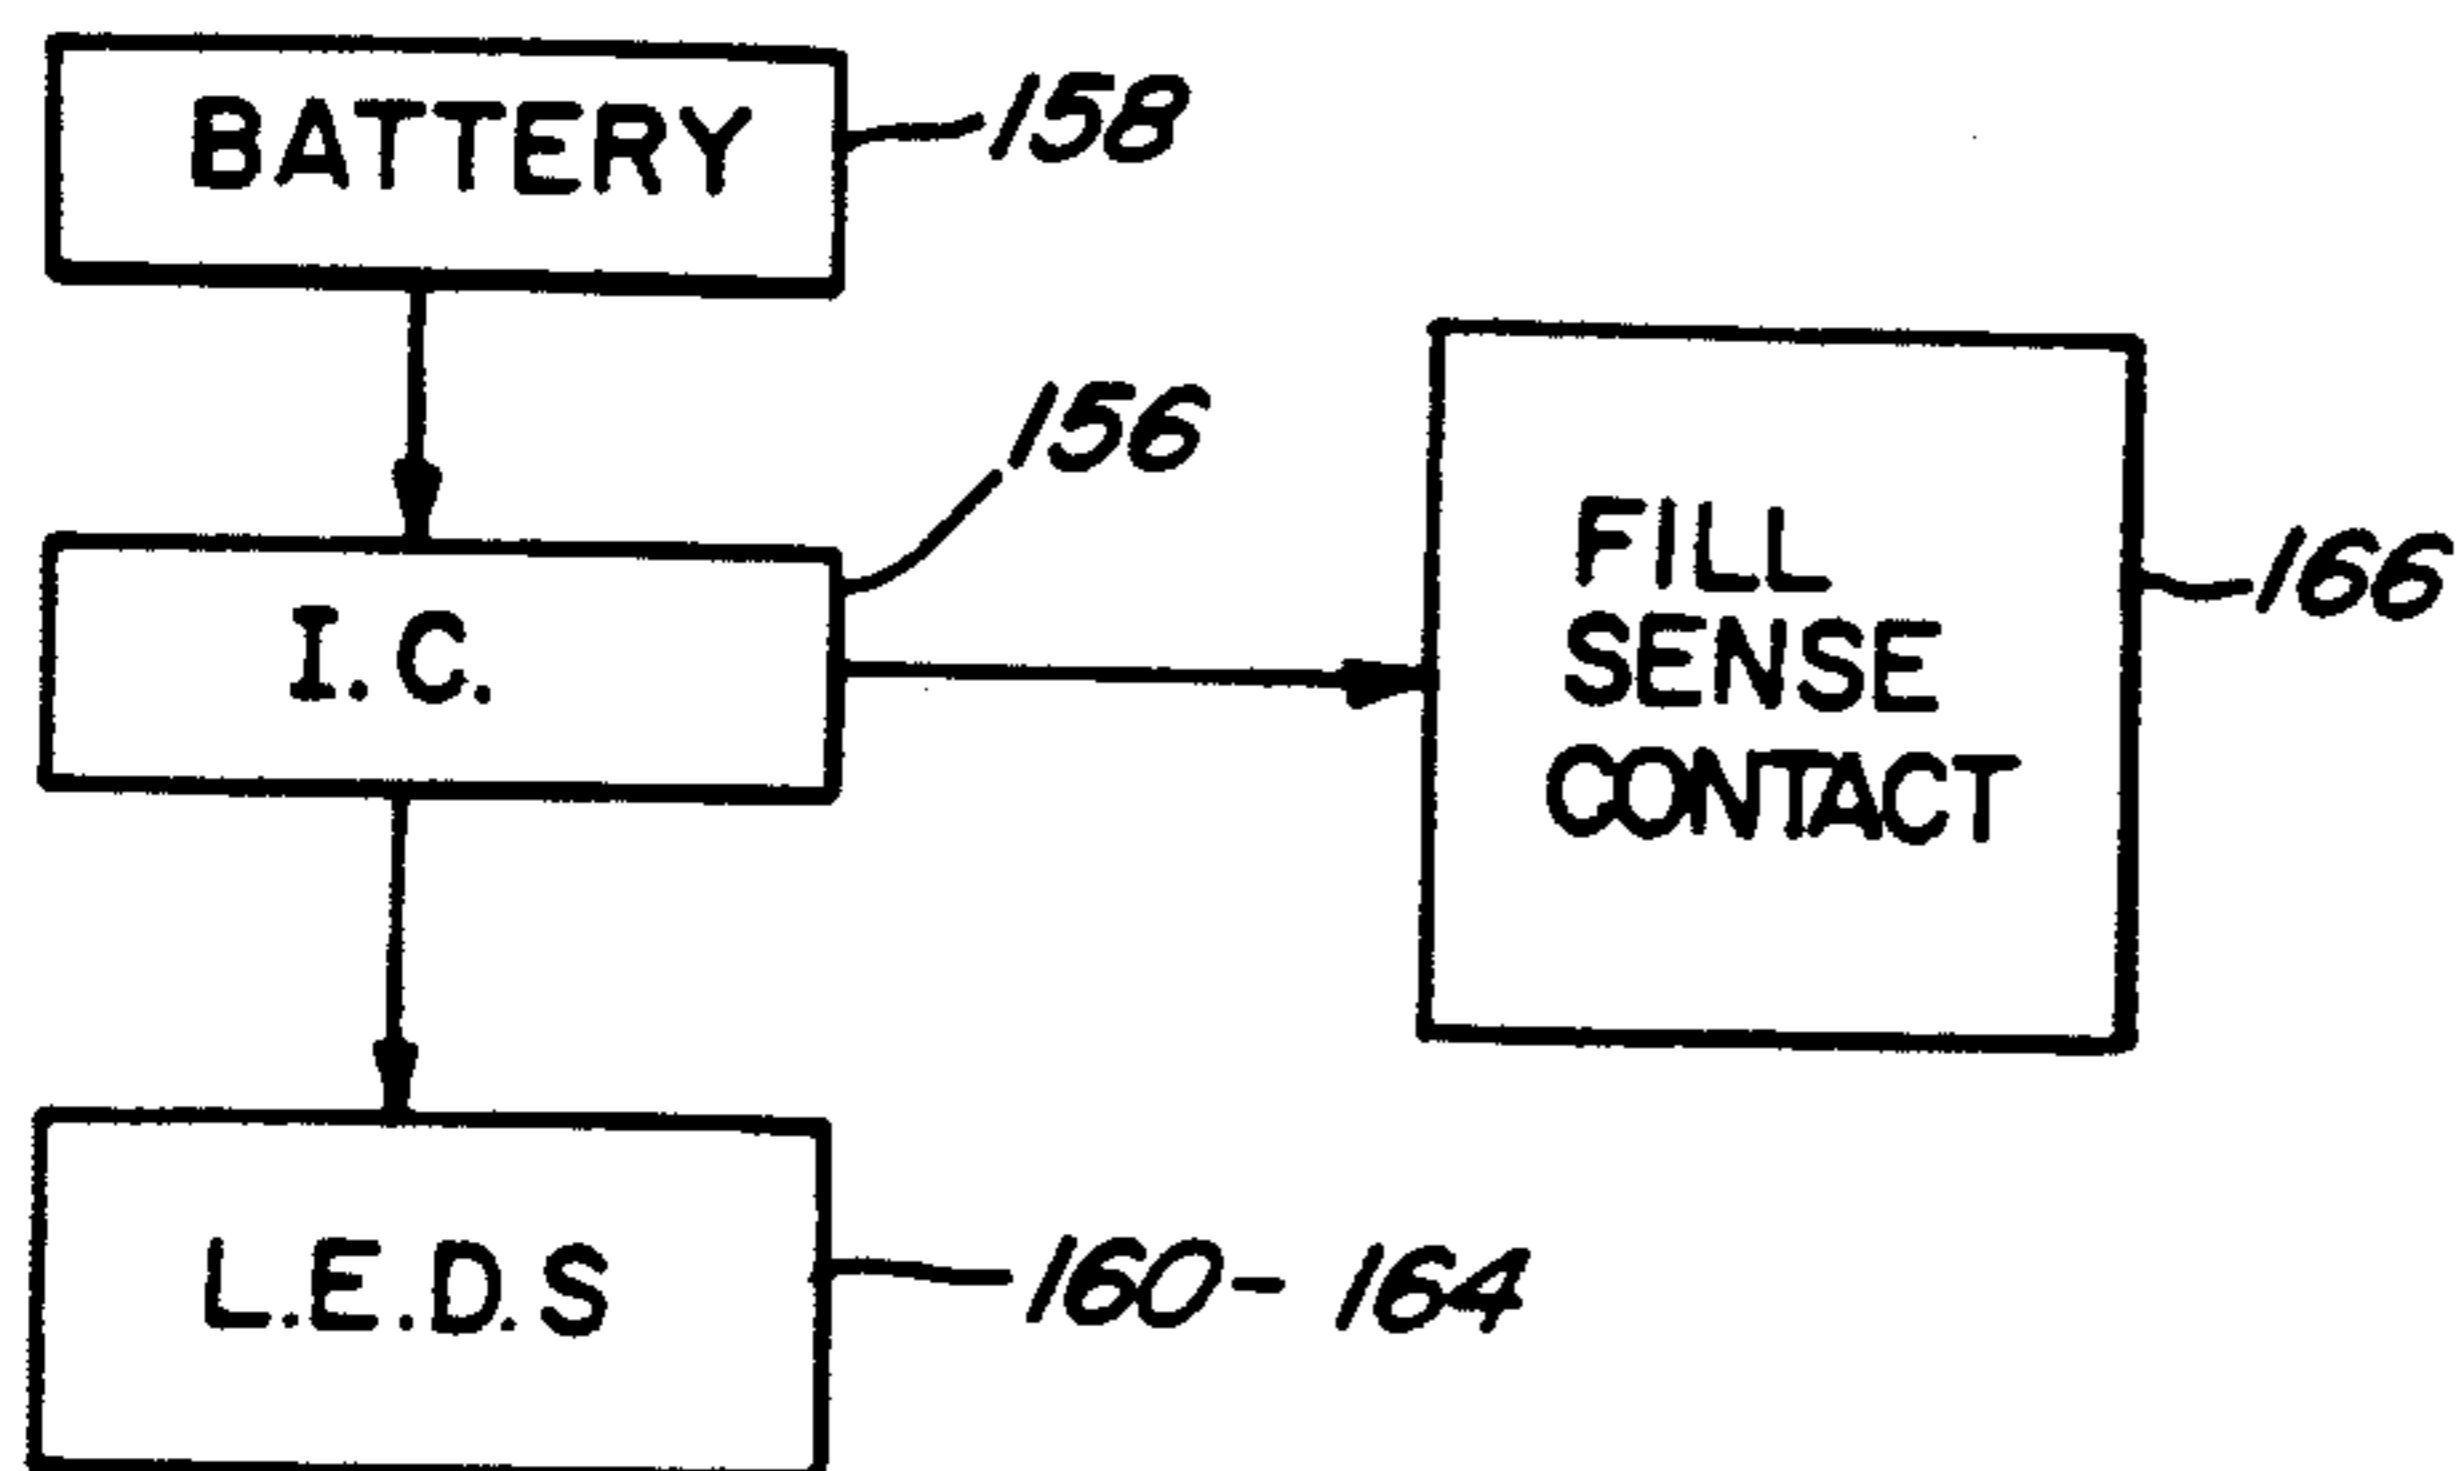 BATTERY
158
156
I.C.
FILL
SENSE
CONTACT
166
L.E.D.S
160-164